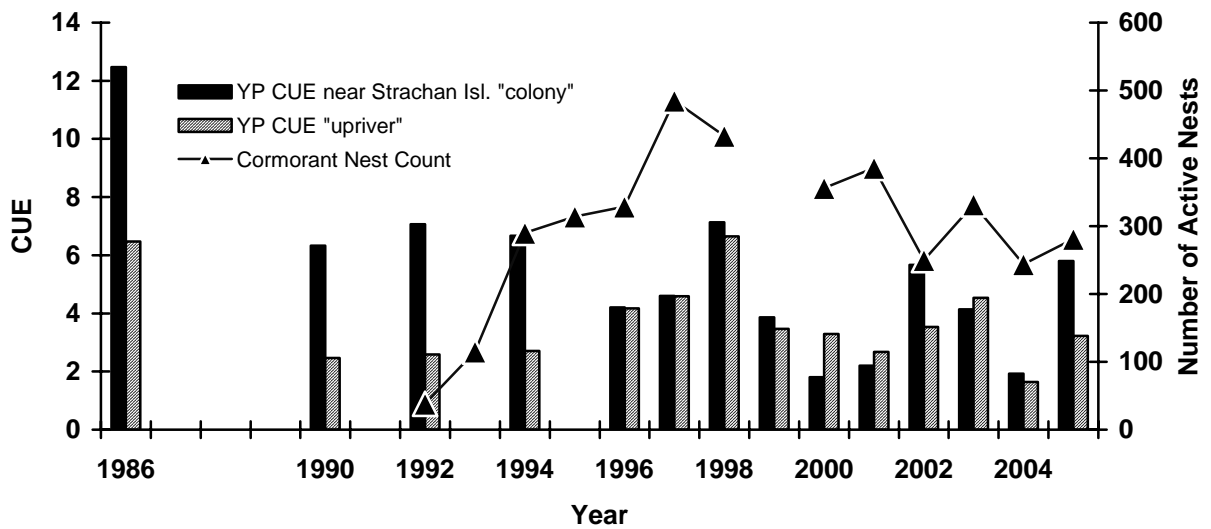 14
12
10
8
6
4
2
0
CUE
YP CUE near Strachan Isl. "colony"
YP CUE "upriver"
Cormorant Nest Count
600
500
400
300
200
100
0
Number of Active Nests
1986 1990 1992 1994 1996 1998 2000 2002 2004
Year